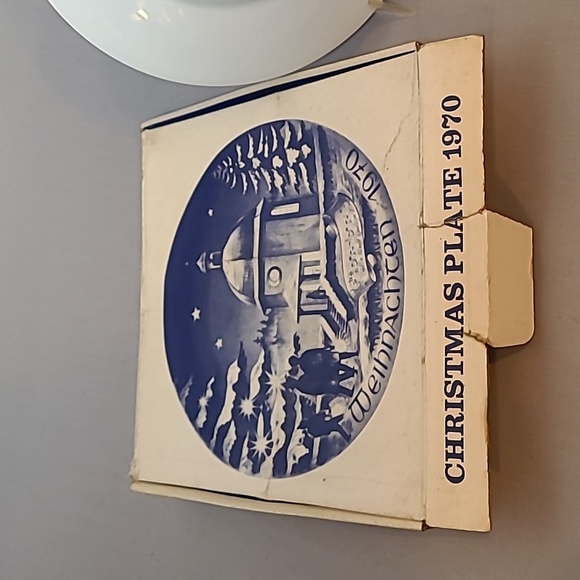 Weihnachten 1970
CHRISTMAS PLATE 1970